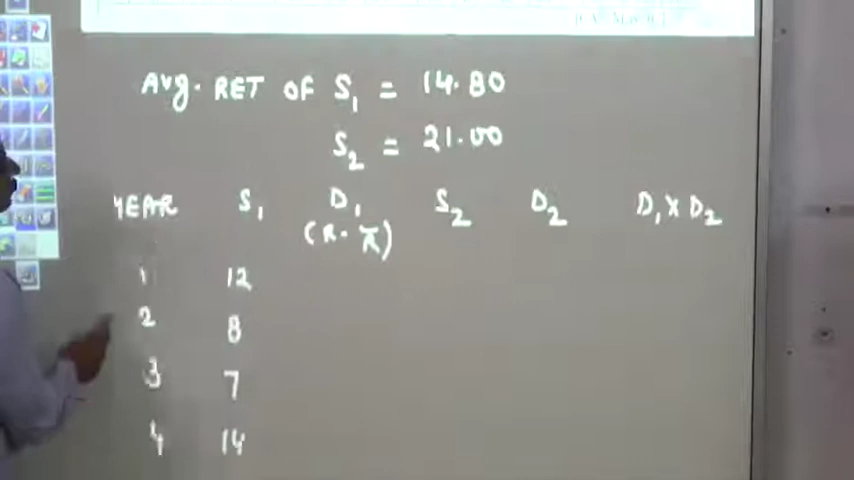 Avg. RET OF S₁ = 14.80
S₂ = 21.00
YEAR S₁ D₁ S₂ D₂ D₁ X D₂
(R - R̄)
1 12
2 8
3 7
4 14